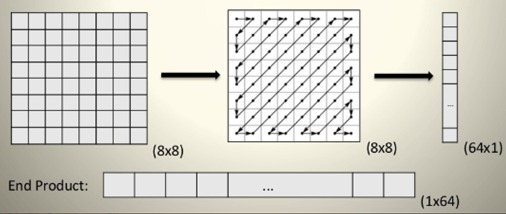 ...
(8x8)
(8x8)
(64x1)
End Product:
...
(1x64)